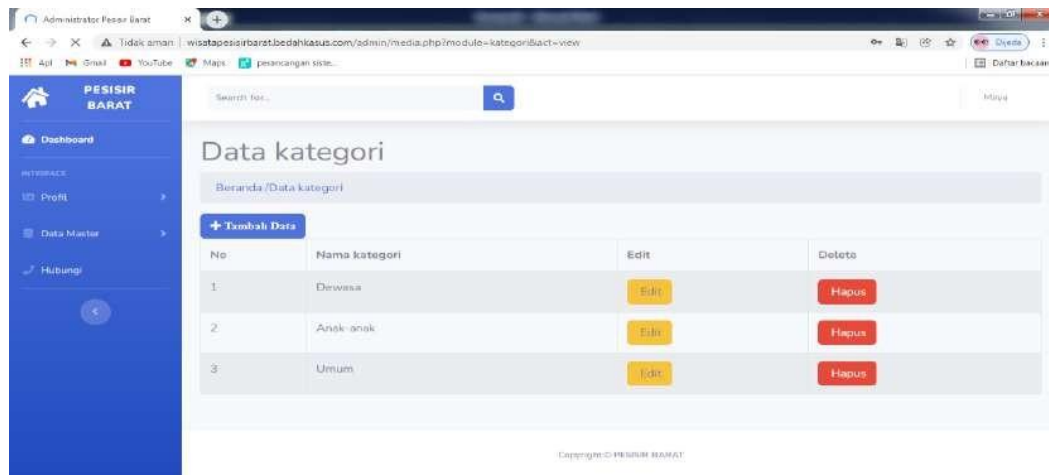 Administrator Pesisir Barat
Tidak aman wisatapesisirbarat.bedahkasus.com/admin/media.php?module=kategori&act=view
Dijeda
Apl Gmail YouTube Maps perancangan siste... Daftar bacaan
PESISIR BARAT
Search for...
Maya
Dashboard
INTERFACE
Profil
Data Master
Hubungi
Data kategori
Beranda /Data kategori
+ Tambah Data
No Nama kategori Edit Delete
1 Dewasa Edit Hapus
2 Anak-anak Edit Hapus
3 Umum Edit Hapus
Copyright © PESISIR BARAT